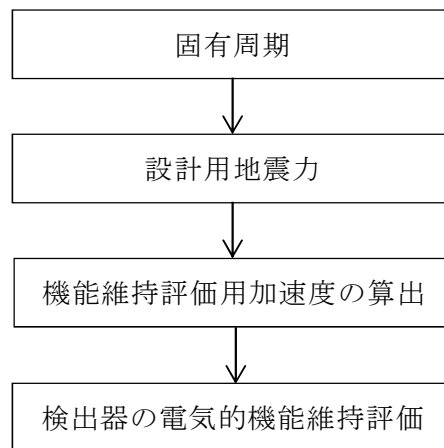 固有周期
設計用地震力
機能維持評価用加速度の算出
検出器の電気的機能維持評価